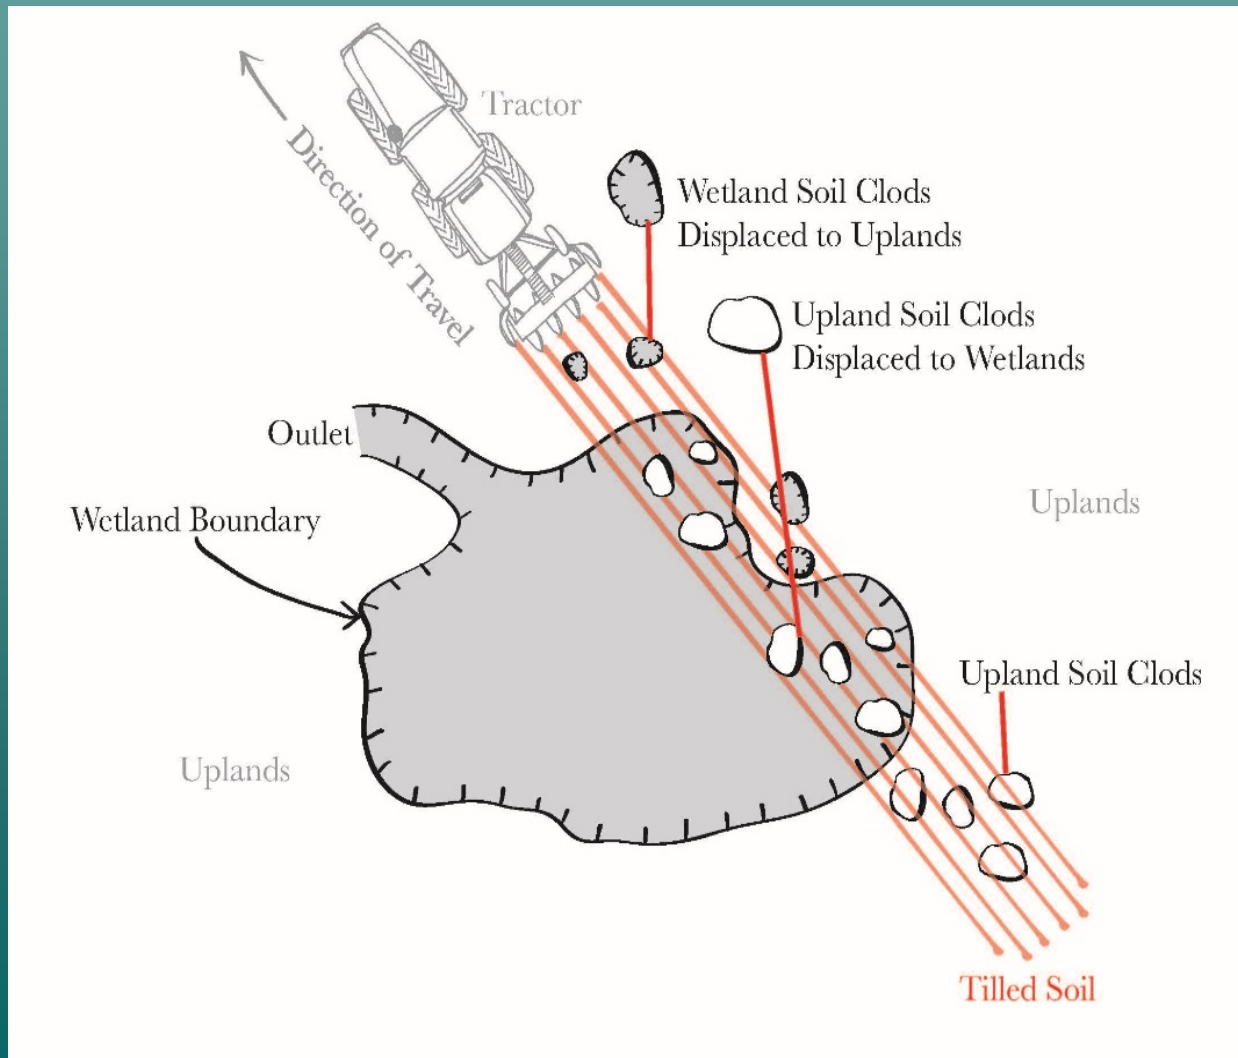 Tractor
Direction of Travel
Wetland Soil Clods
Displaced to Uplands
Upland Soil Clods
Displaced to Wetlands
Outlet
Wetland Boundary
Uplands
Upland Soil Clods
Uplands
Tilled Soil